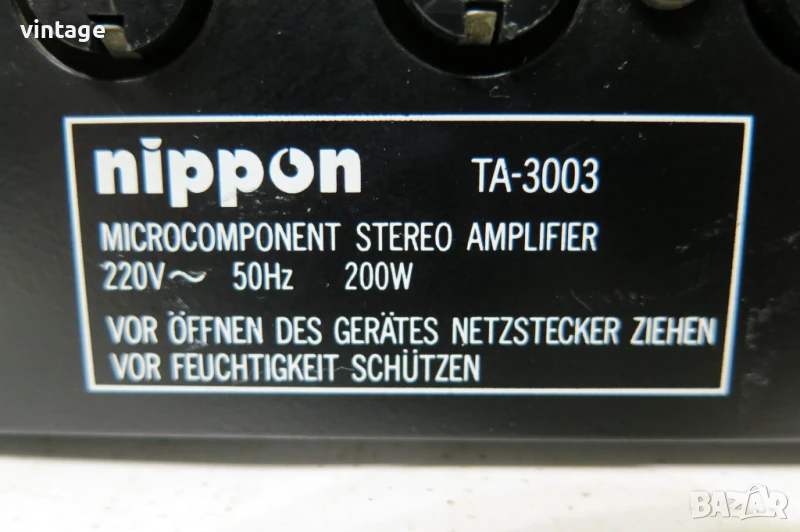 vintage
nippon TA-3003
MICROCOMPONENT STEREO AMPLIFIER
220V~ 50Hz 200W
VOR ÖFFNEN DES GERÄTES NETZSTECKER ZIEHEN
VOR FEUCHTIGKEIT SCHÜTZEN
BAZAR